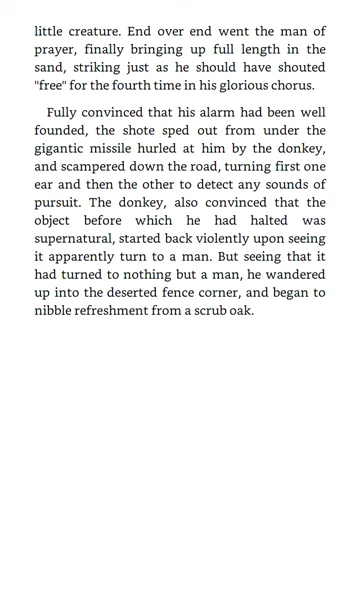 little creature. End over end went the man of
prayer, finally bringing up full length in the
sand, striking just as he should have shouted
"free" for the fourth time in his glorious chorus.
Fully convinced that his alarm had been well
founded, the shote sped out from under the
gigantic missile hurled at him by the donkey,
and scampered down the road, turning first one
ear and then the other to detect any sounds of
pursuit. The donkey, also convinced that the
object before which he had halted was
supernatural, started back violently upon seeing
it apparently turn to a man. But seeing that it
had turned to nothing but a man, he wandered
up into the deserted fence corner, and began to
nibble refreshment from a scrub oak.